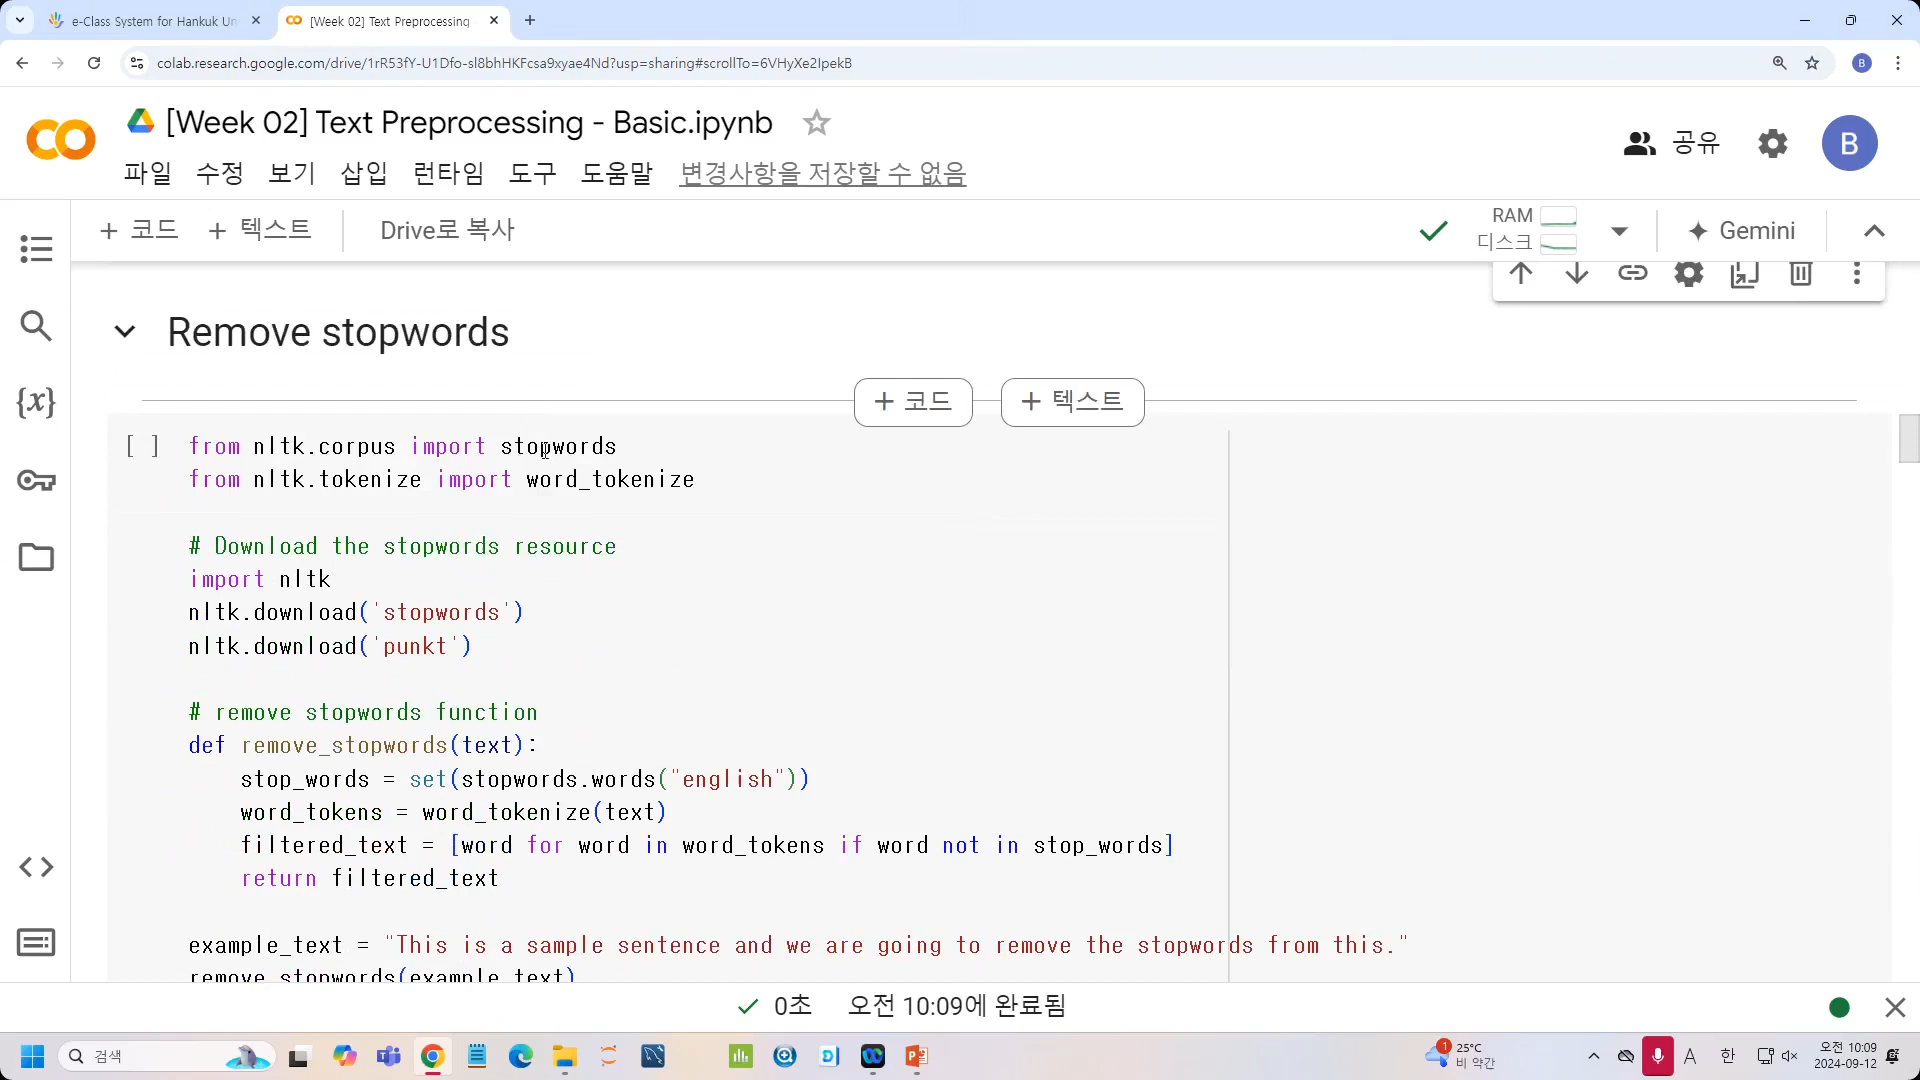 e-Class System for Hankuk Un
[Week 02] Text Preprocessing
colab.research.google.com/drive/1rR53fY-U1Dfo-sl8bhHKFcsa9xyae4Nd?usp=sharing#scrollTo=6VHyXe2IpekB
B
[Week 02] Text Preprocessing - Basic.ipynb
공유
B
파일 수정 보기 삽입 런타임 도구 도움말 변경사항을 저장할 수 없음
+ 코드 + 텍스트 Drive로 복사
RAM
디스크
Gemini
Remove stopwords
+ 코드 + 텍스트
[ ] from nltk.corpus import stopwords
from nltk.tokenize import word_tokenize
# Download the stopwords resource
import nltk
nltk.download('stopwords')
nltk.download('punkt')
# remove stopwords function
def remove_stopwords(text):
stop_words = set(stopwords.words("english"))
word_tokens = word_tokenize(text)
filtered_text = [word for word in word_tokens if word not in stop_words]
return filtered_text
example_text = "This is a sample sentence and we are going to remove the stopwords from this."
remove_stopwords(example_text)
0초 오전 10:09에 완료됨
검색
1
25°C
비 약간
A
한
오전 10:09
2024-09-12